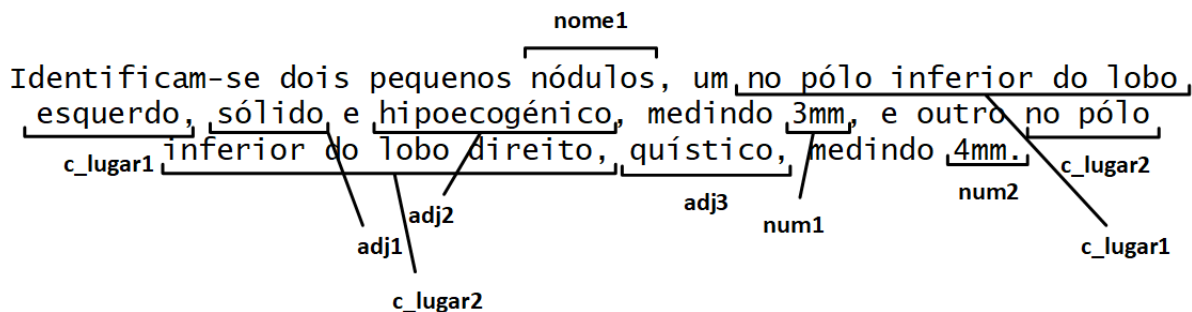 nome1
Identificam-se dois pequenos nódulos, um no pólo inferior do lobo
esquerdo, sólido e hipoecogénico, medindo 3mm, e outro no pólo
inferior do lobo direito, quístico, medindo 4mm.
c_lugar1
c_lugar2
adj3
num2
adj2
num1
adj1
c_lugar1
c_lugar2